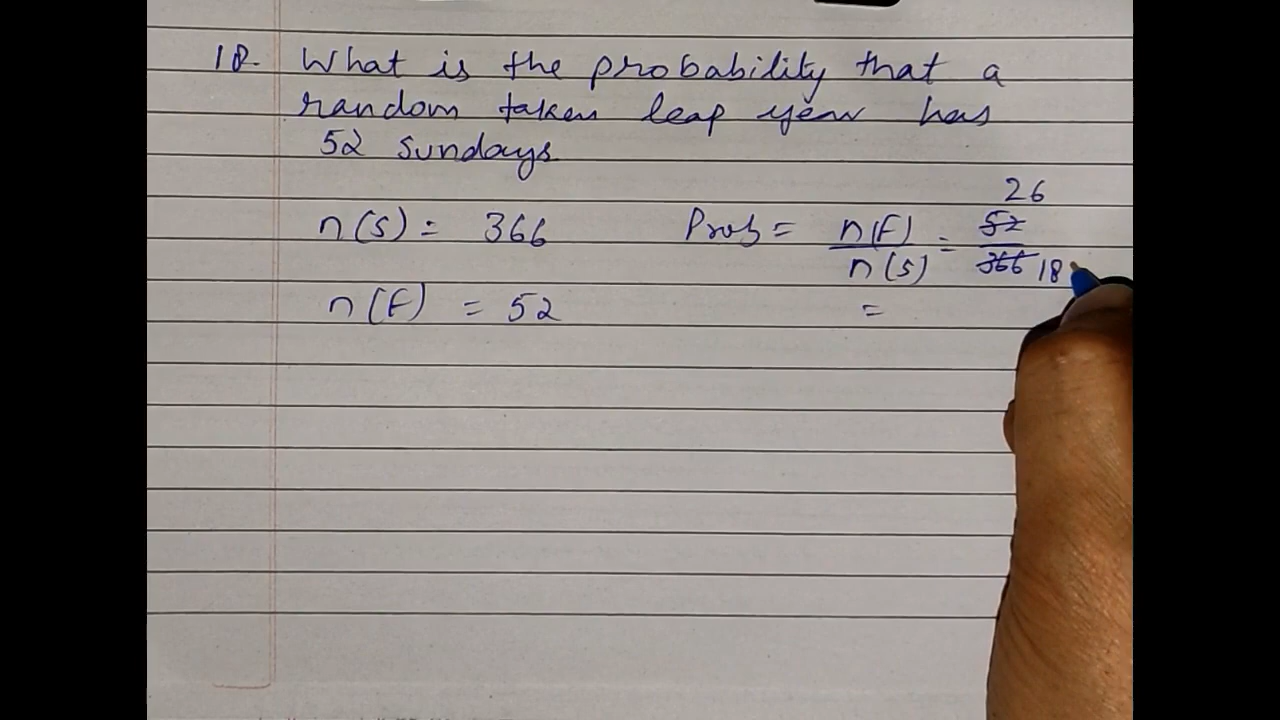 18. What is the probability that a
random taken leap year has
52 Sundays
n(S) = 366
n(F) = 52
Prob = n(F) / n(S) = 52 / 366
26
18
=